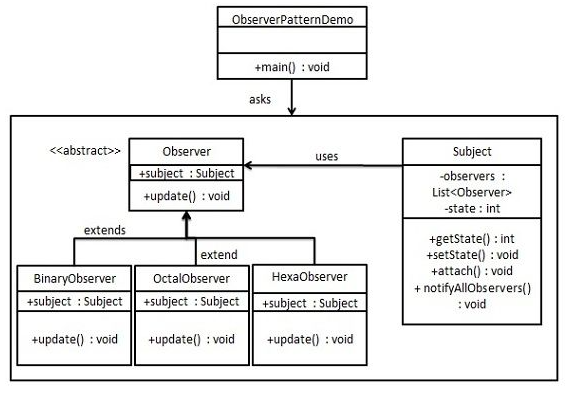 ObserverPatternDemo
+main() : void
asks
<<abstract>>
Observer
+subject : Subject
+update() : void
uses
Subject
-observers :
List<Observer>
-state : int
+getState() : int
+setState() : void
+attach() : void
+ notifyAllObservers()
: void
extends
extend
BinaryObserver
+subject : Subject
+update() : void
OctalObserver
+subject : Subject
+update() : void
HexaObserver
+subject : Subject
+update() : void